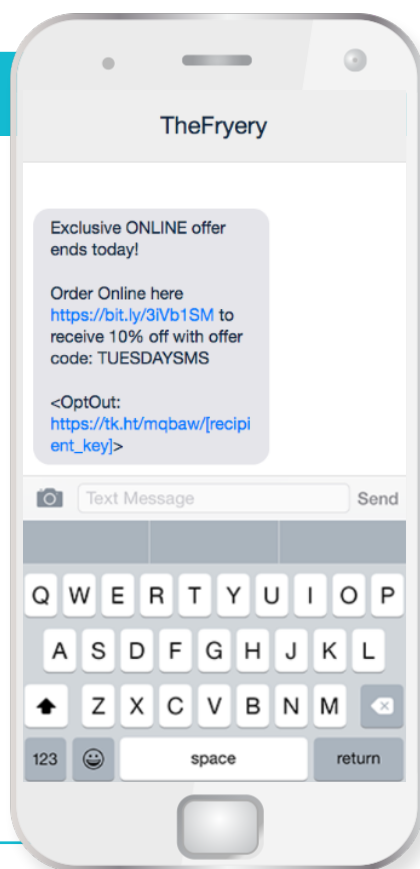 TheFryery
Exclusive ONLINE offer
ends today!
Order Online here
https://bit.ly/3iVb1SM to
receive 10% off with offer
code: TUESDAYSMS
<OptOut:
https://tk.ht/mqbaw/[recipi
ent_key]>
Text Message
Send
Q W E R T Y U I O P
A S D F G H J K L
Z X C V B N M
123
space
return